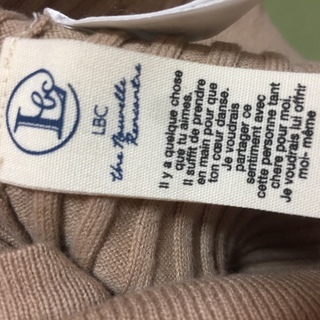 Lbc
LBC
the Nouvelle
Rencontre
Il y a quelque chose
que tu aimes.
Il suffit de prendre
en main pour que
ton cœur danse.
Je voudrais
partager ce
sentiment avec
cette personne tant
chere pour moi.
Je voudrais lui offrir
moi- même